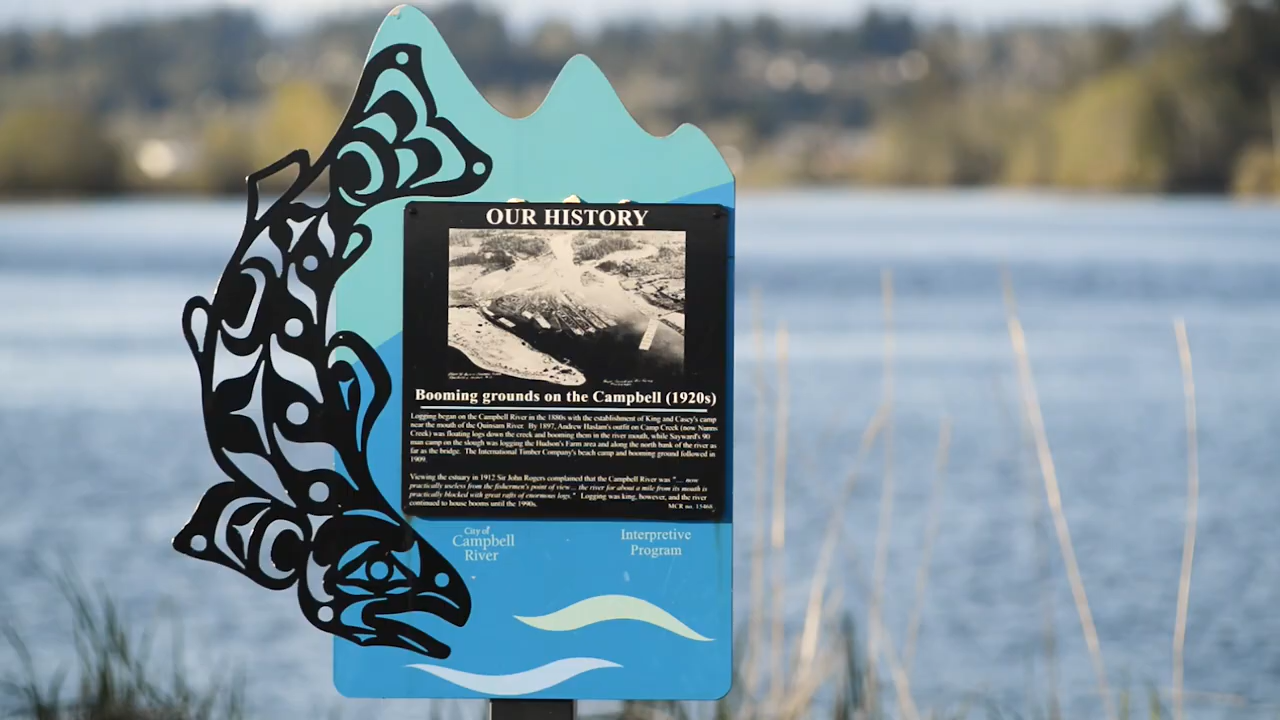 OUR HISTORY
Booming grounds on the Campbell (1920s)
Logging began on the Campbell River in the 1880s with the establishment of King and Casey's camp
near the mouth of the Quinsam River. By 1897, Andrew Haslam's outfit on Camp Creek (now Nunns
Creek) was floating logs down the creek and booming them in the river mouth, while Sayward's 90
man camp on the slough was logging the Hudson's Farm area and along the north bank of the river as
far as the bridge. The International Timber Company's beach camp and booming ground followed in
1909.
Viewing the estuary in 1912 Sir John Rogers complained that the Campbell River was "... now
practically useless from the fishermen's point of view... the river for about a mile from its mouth is
practically blocked with great rafts of enormous logs." Logging was king, however, and the river
continued to house booms until the 1990s.
MCR no. 15468
City of
Campbell
River
Interpretive
Program